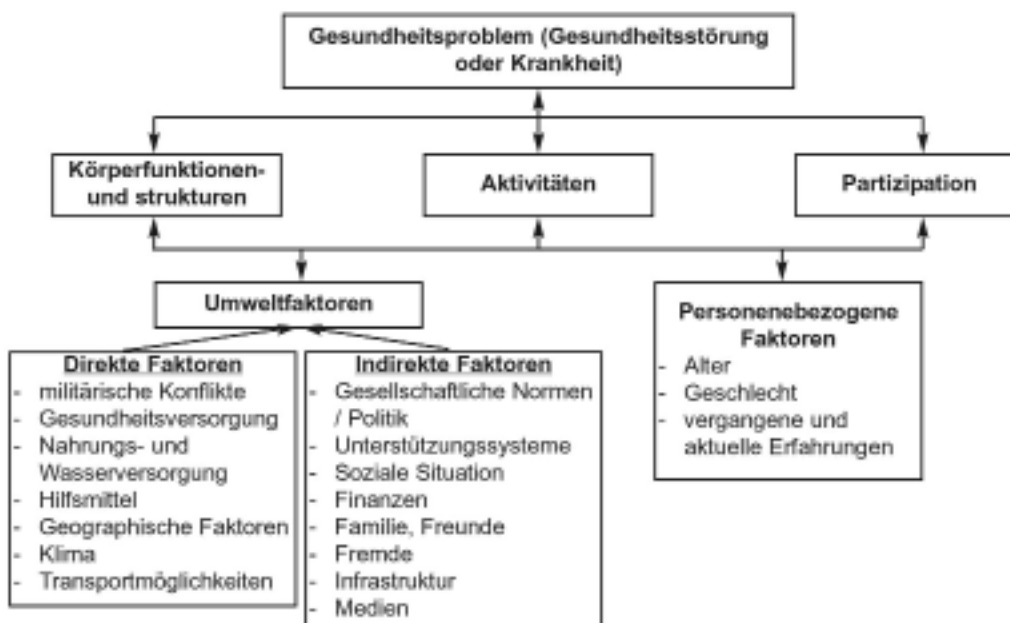 Gesundheitsproblem (Gesundheitsstörung
oder Krankheit)
Körperfunktionen-
und strukturen
Aktivitäten
Partizipation
Umweltfaktoren
Personenebezogene
Faktoren
- Alter
- Geschlecht
- vergangene und
aktuelle Erfahrungen
Direkte Faktoren
- militärische Konflikte
- Gesundheitsversorgung
- Nahrungs- und
Wasserversorgung
- Hilfsmittel
- Geographische Faktoren
- Klima
- Transportmöglichkeiten
Indirekte Faktoren
- Gesellschaftliche Normen
/ Politik
- Unterstützungssysteme
- Soziale Situation
- Finanzen
- Familie, Freunde
- Fremde
- Infrastruktur
- Medien